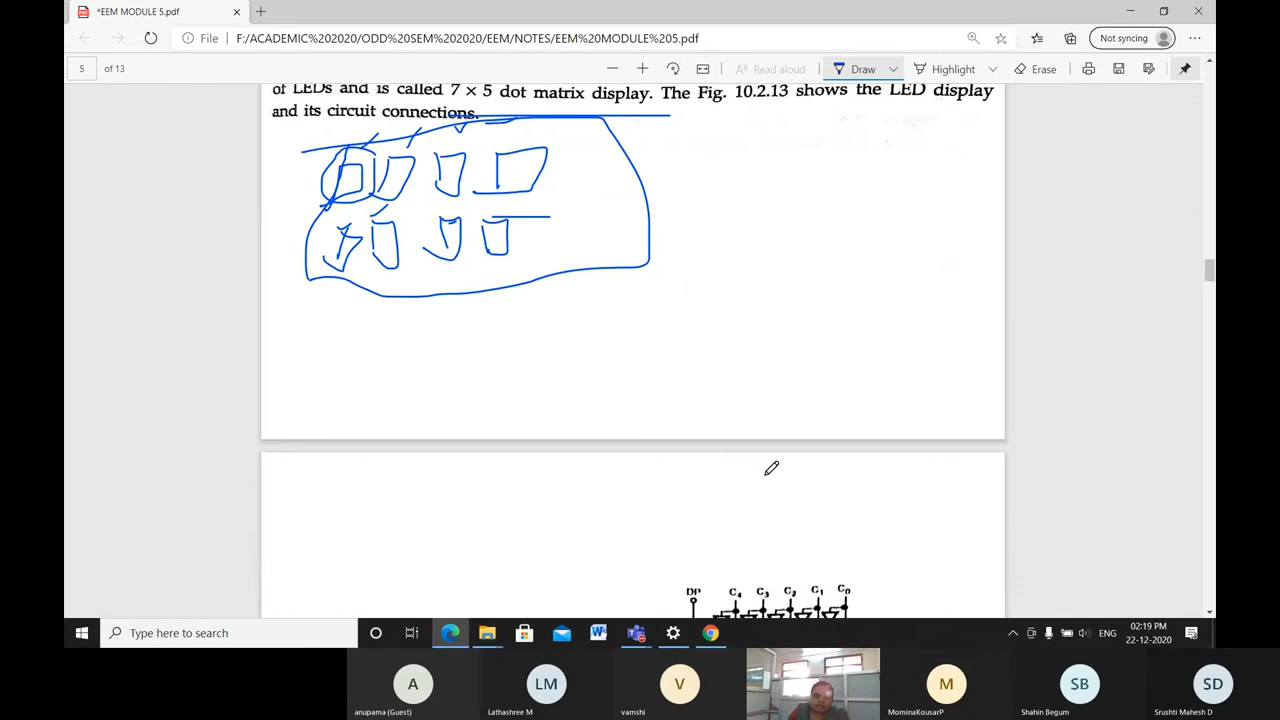 *EEM MODULE 5.pdf
File
F:/ACADEMIC%202020/ODD%20SEM%202020/EEM/NOTES/EEM%20MODULE%205.pdf
Not syncing
5 of 13
Read aloud
Draw
Highlight
Erase
of LEDs and is called 7 × 5 dot matrix display. The Fig. 10.2.13 shows the LED display
and its circuit connections.
DP C4 C3 C2 C1 C0
Type here to search
ENG
02:19 PM
22-12-2020
A
LM
V
M
SB
SD
anupama (Guest)
Lathashree M
vamshi
MominaKousarP
Shahin Begum
Srushti Mahesh D